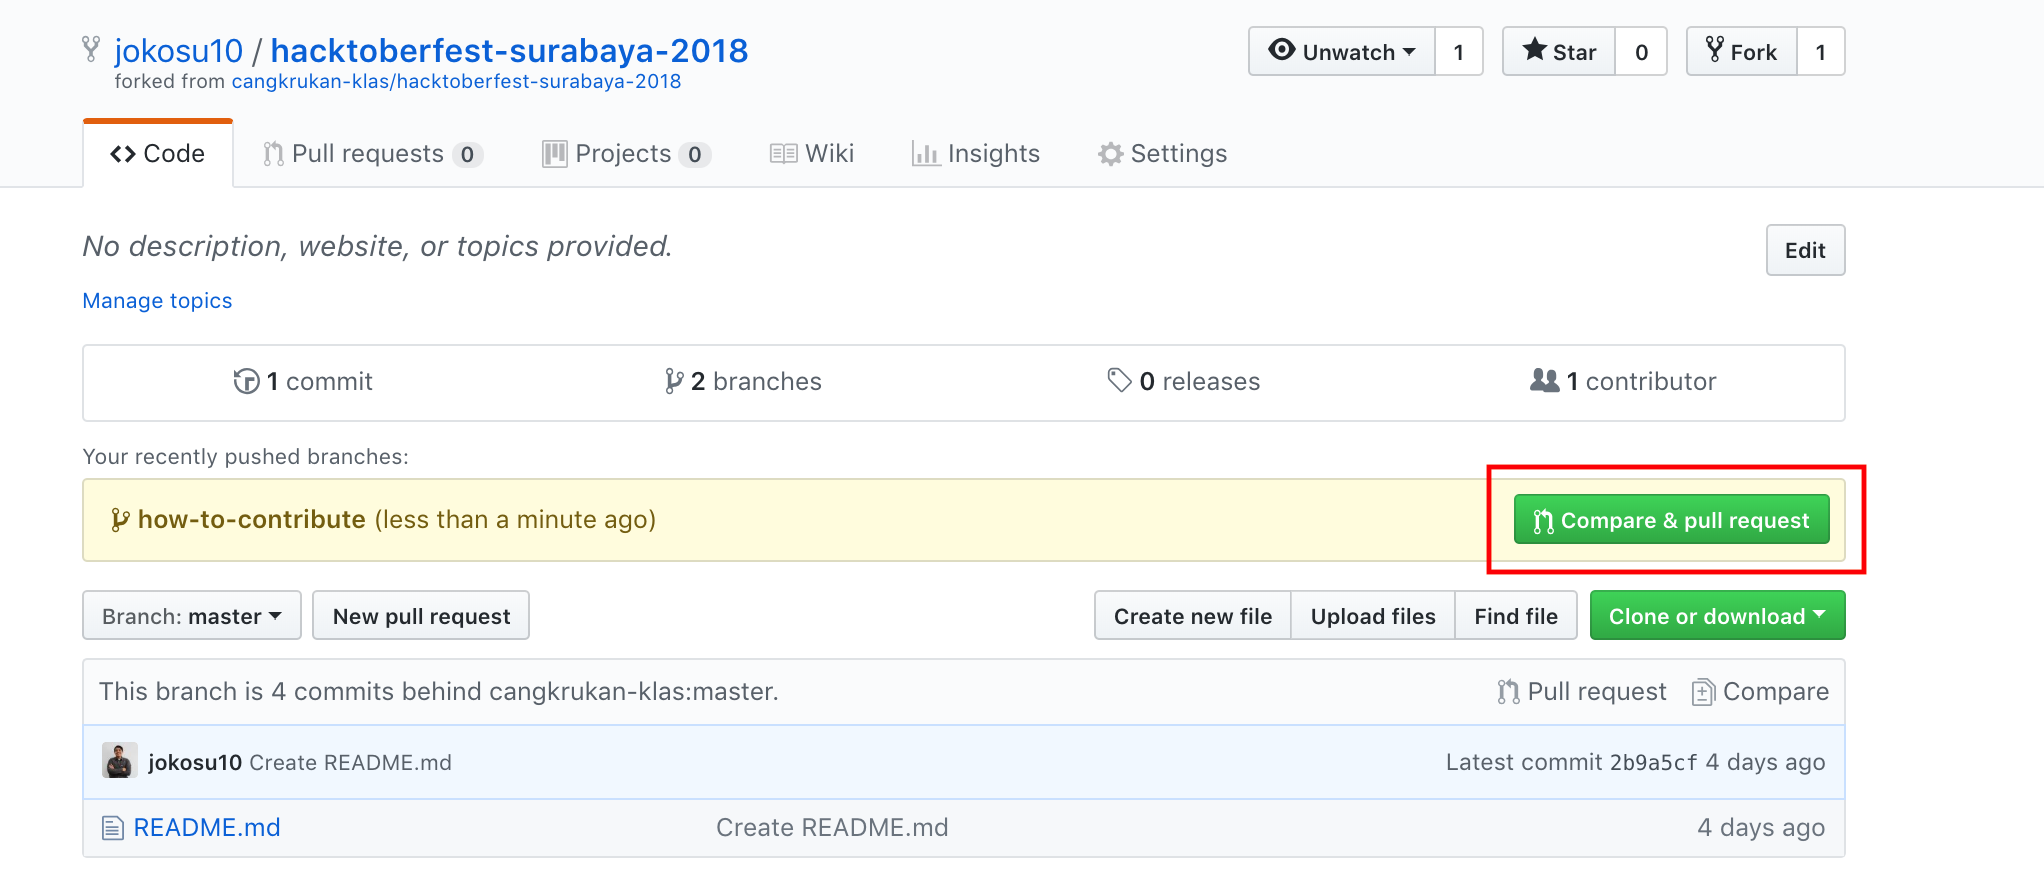 jokosu10 / hacktoberfest-surabaya-2018
forked from cangkrukan-klas/hacktoberfest-surabaya-2018
Unwatch 1
Star 0
Fork 1
Code
Pull requests 0
Projects 0
Wiki
Insights
Settings
No description, website, or topics provided.
Edit
Manage topics
1 commit
2 branches
0 releases
1 contributor
Your recently pushed branches:
how-to-contribute (less than a minute ago)
Compare & pull request
Branch: master
New pull request
Create new file
Upload files
Find file
Clone or download
This branch is 4 commits behind cangkrukan-klas:master.
Pull request
Compare
jokosu10 Create README.md
Latest commit 2b9a5cf 4 days ago
README.md
Create README.md
4 days ago